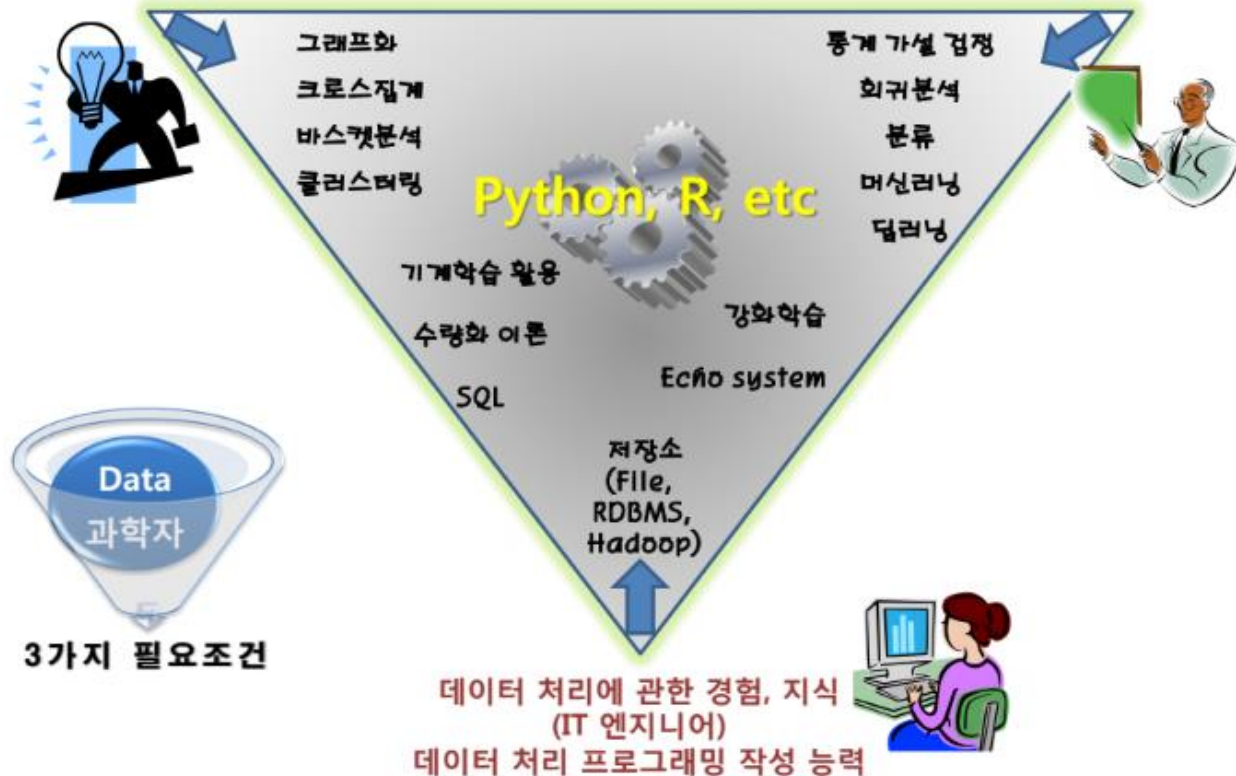 그래프화
크로스집계
바스켓분석
클러스터링
통계 가설 검정
회귀분석
분류
머신러닝
딥러닝
Python, R, etc
기계학습 활용
수량화 이론
SQL
강화학습
Echo system
저장소
(File,
RDBMS,
Hadoop)
Data
과학자
3가지 필요조건
데이터 처리에 관한 경험, 지식
(IT 엔지니어)
데이터 처리 프로그래밍 작성 능력